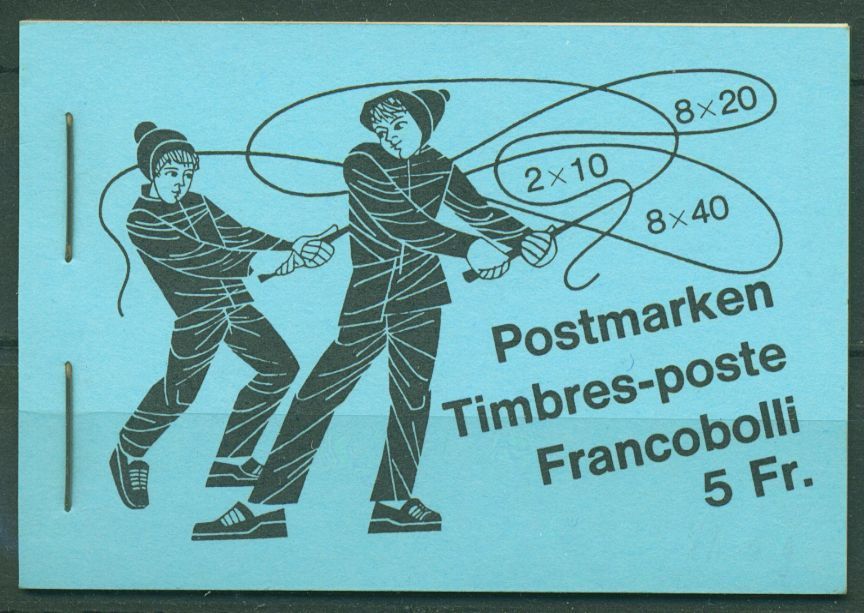 8×20
2×10
8×40
Postmarken
Timbres-poste
Francobolli
5 Fr.